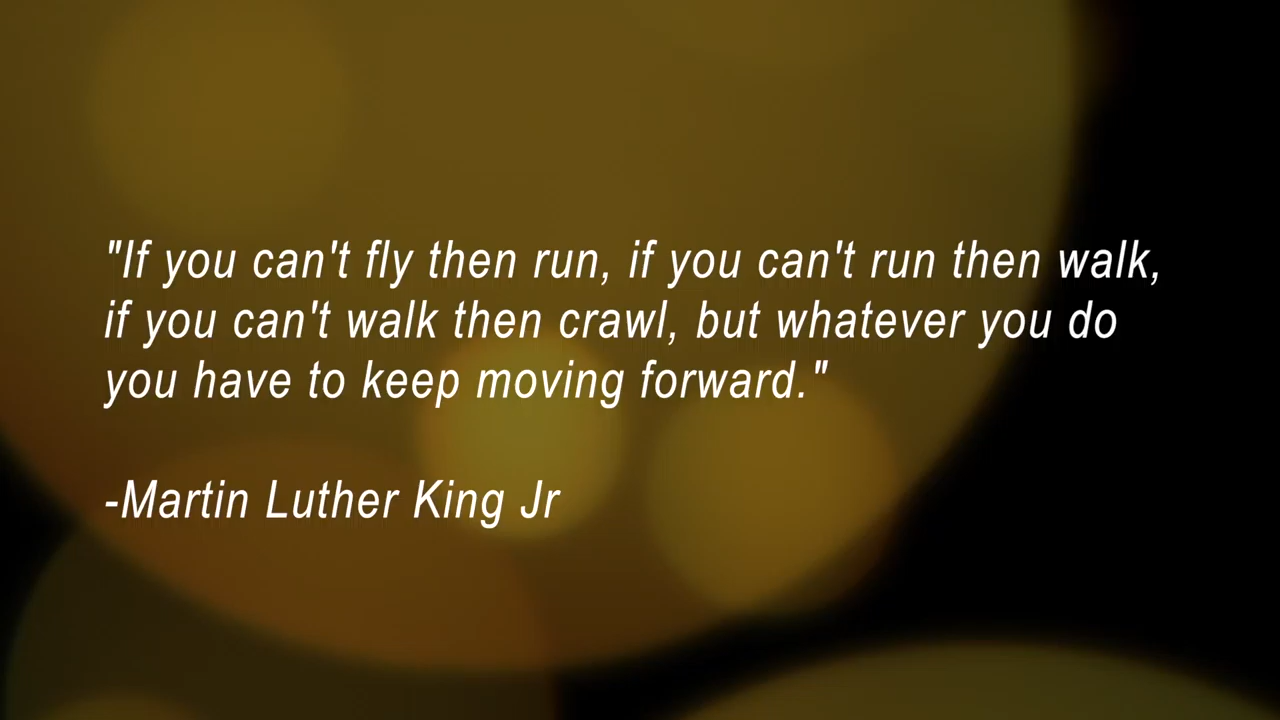 "If you can't fly then run, if you can't run then walk,
if you can't walk then crawl, but whatever you do
you have to keep moving forward."
-Martin Luther King Jr